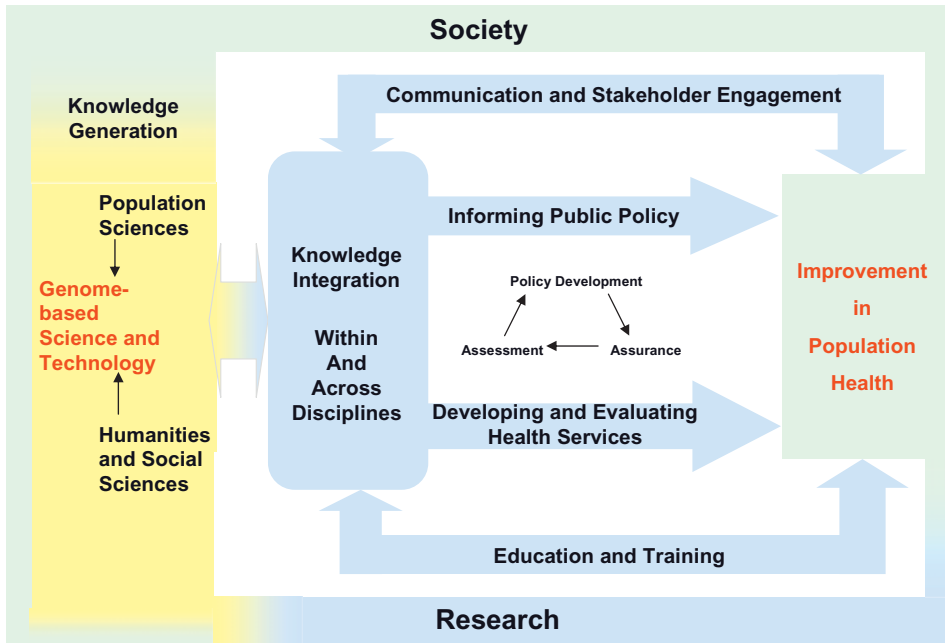 Society
Knowledge
Generation
Communication and Stakeholder Engagement
Population
Sciences
Genome-
based
Science and
Technology
Humanities
and Social
Sciences
Knowledge
Integration
Within
And
Across
Disciplines
Informing Public Policy
Policy Development
Assessment
Assurance
Developing and Evaluating
Health Services
Improvement
in
Population
Health
Education and Training
Research